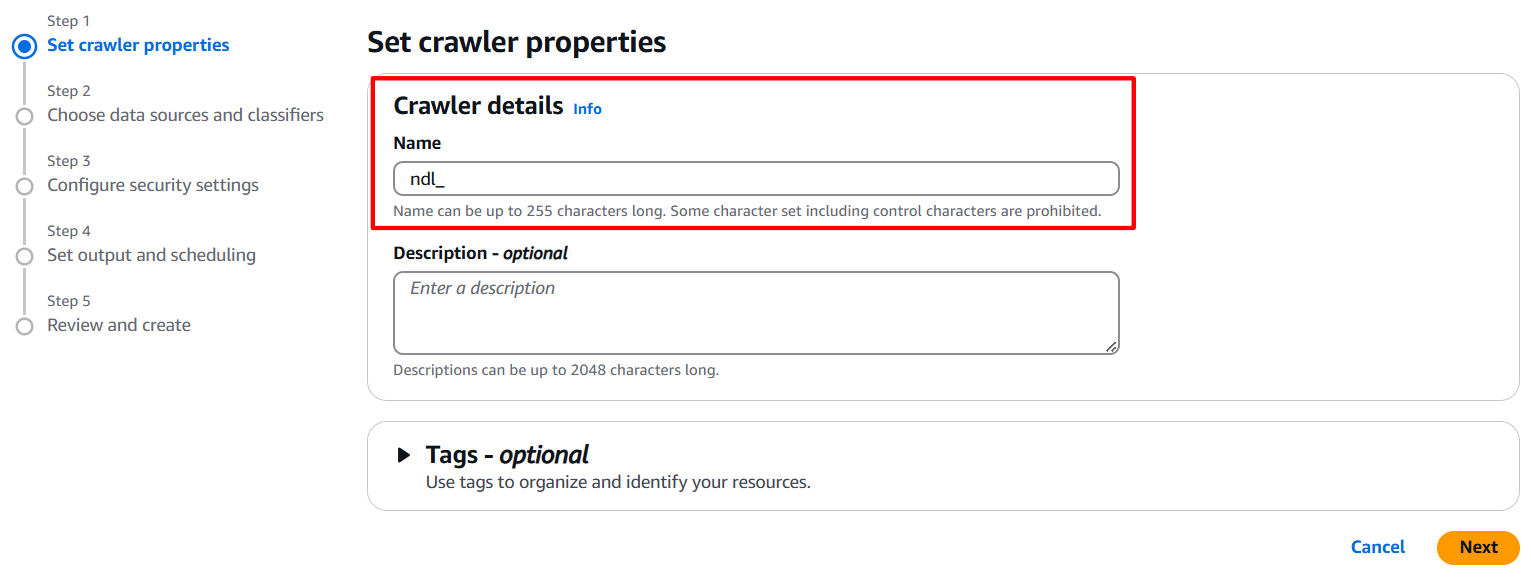 Step 1
Set crawler properties
Step 2
Choose data sources and classifiers
Step 3
Configure security settings
Step 4
Set output and scheduling
Step 5
Review and create
Set crawler properties
Crawler details Info
Name
ndl_
Name can be up to 255 characters long. Some character set including control characters are prohibited.
Description - optional
Enter a description
Descriptions can be up to 2048 characters long.
Tags - optional
Use tags to organize and identify your resources.
Cancel Next